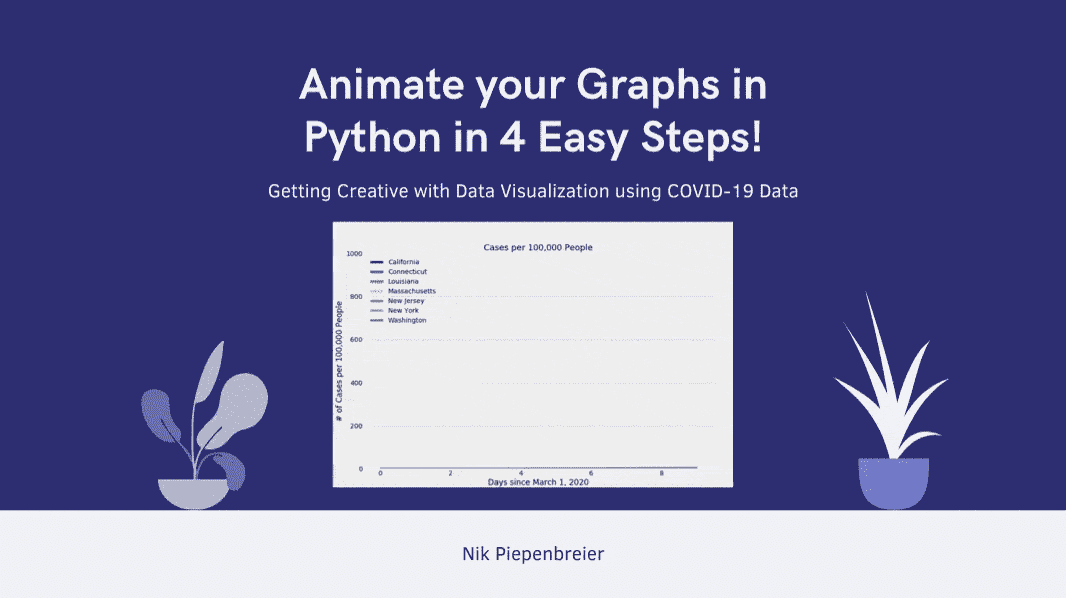 Animate your Graphs in
Python in 4 Easy Steps!
Getting Creative with Data Visualization using COVID-19 Data
Cases per 100,000 People
1000
800
600
400
200
0
# of Cases per 100,000 People
California
Connecticut
Louisiana
Massachusetts
New Jersey
New York
Washington
0 2 4 6 8
Days since March 1, 2020
Nik Piepenbreier